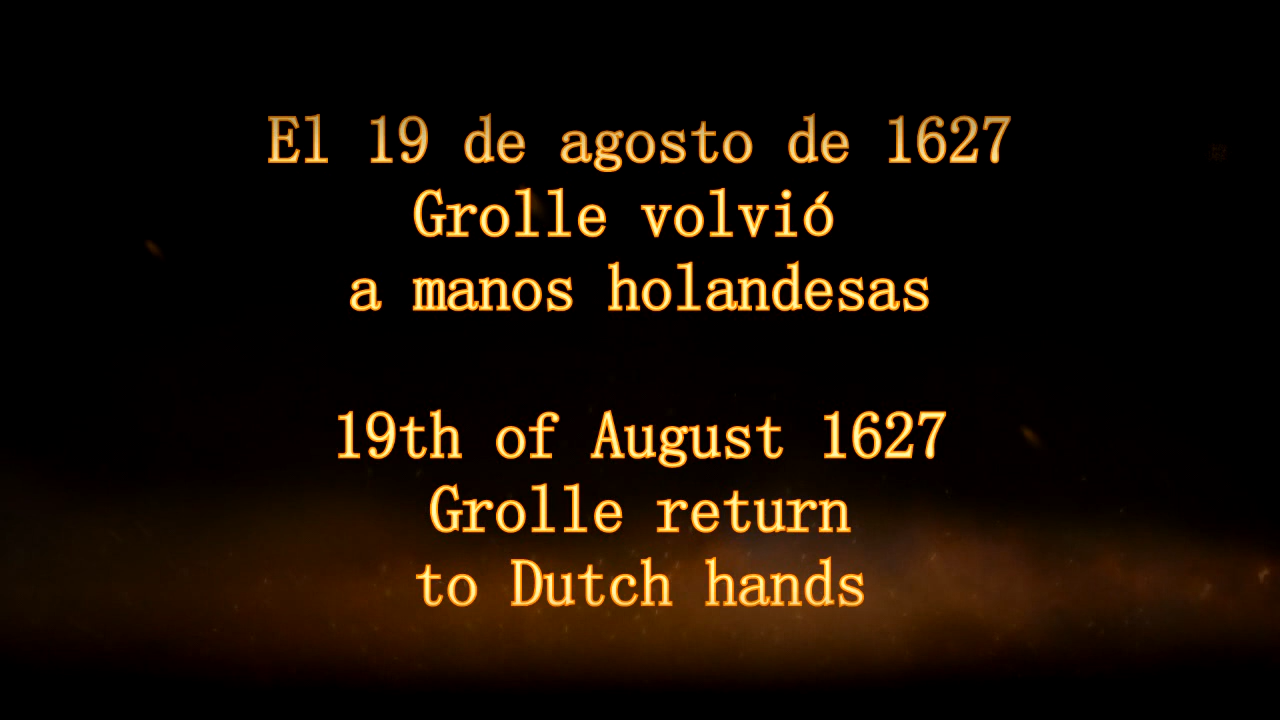 El 19 de agosto de 1627
Grolle volvió
a manos holandesas
19th of August 1627
Grolle return
to Dutch hands